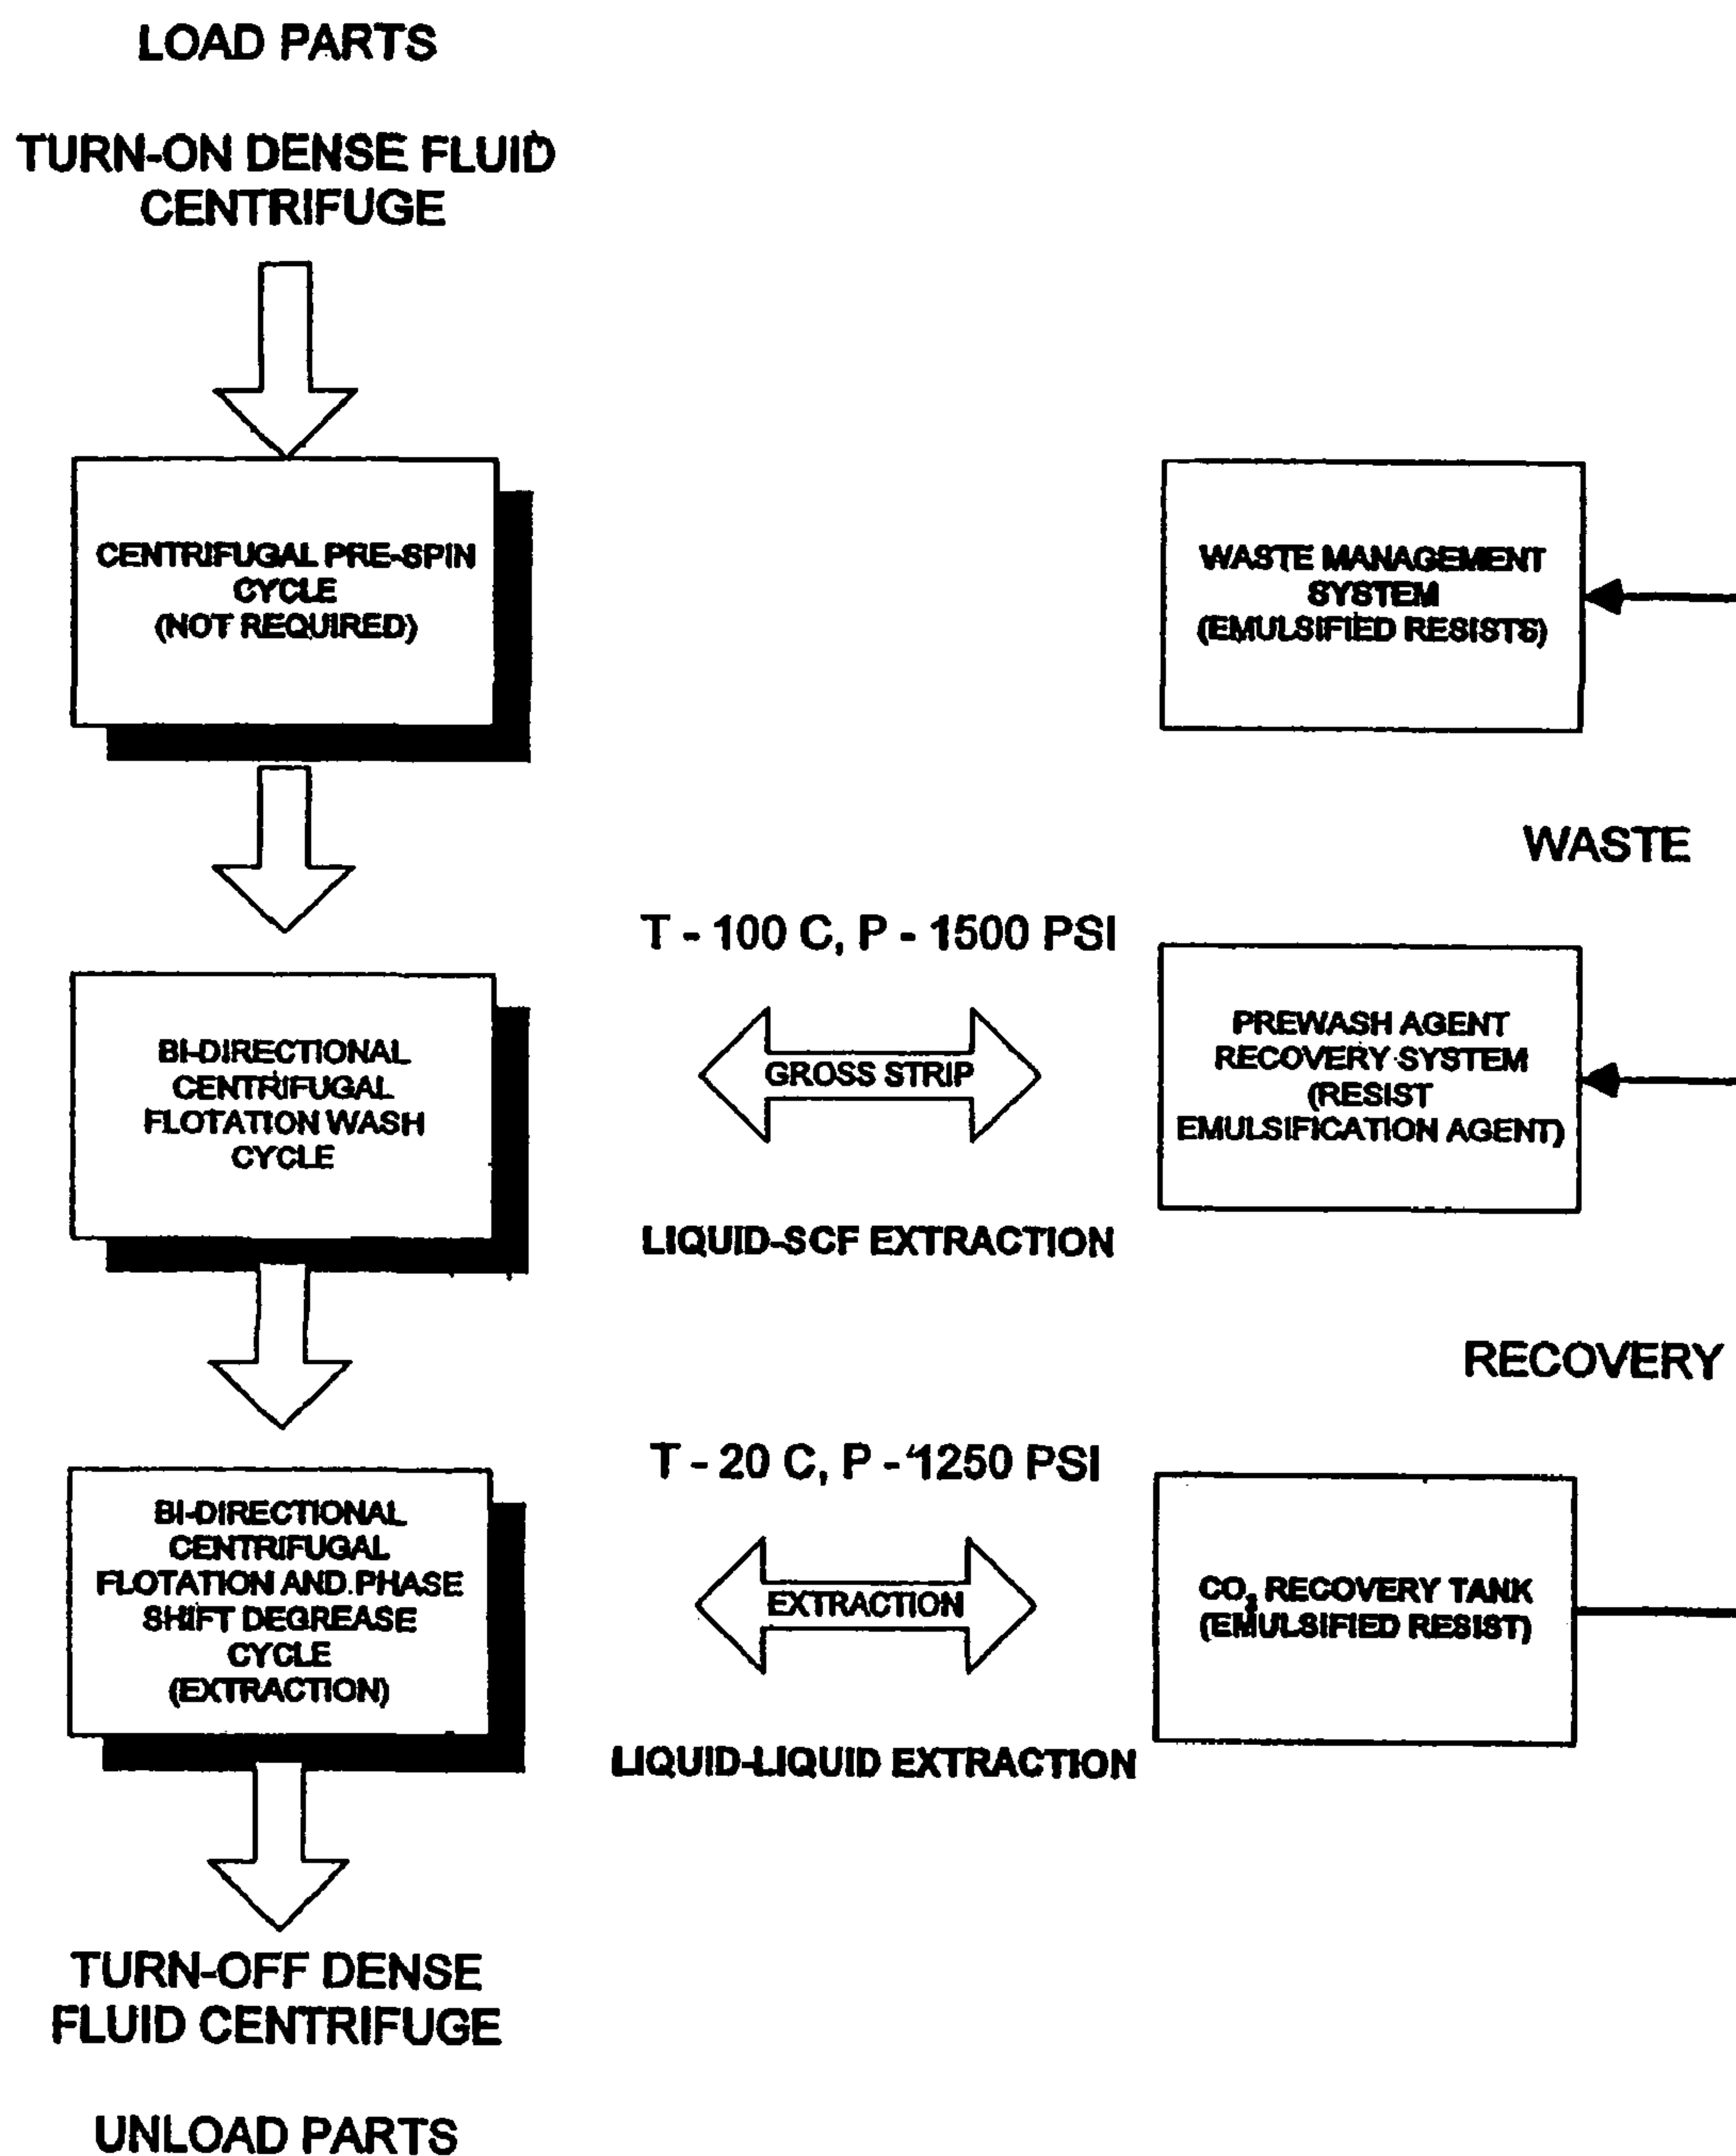 LOAD PARTS
TURN-ON DENSE FLUID
CENTRIFUGE
CENTRIFUGAL PRE-SPIN
CYCLE
(NOT REQUIRED)
WASTE MANAGEMENT
SYSTEM
(EMULSIFIED RESISTS)
WASTE
T - 100 C, P - 1500 PSI
BI-DIRECTIONAL
CENTRIFUGAL
FLOTATION WASH
CYCLE
GROSS STRIP
PREWASH AGENT
RECOVERY SYSTEM
(RESIST
EMULSIFICATION AGENT)
LIQUID-SCF EXTRACTION
RECOVERY
T - 20 C, P - 1250 PSI
BI-DIRECTIONAL
CENTRIFUGAL
FLOTATION AND PHASE
SHIFT DEGREASE
CYCLE
(EXTRACTION)
EXTRACTION
CO₂ RECOVERY TANK
(EMULSIFIED RESIST)
LIQUID-LIQUID EXTRACTION
TURN-OFF DENSE
FLUID CENTRIFUGE
UNLOAD PARTS